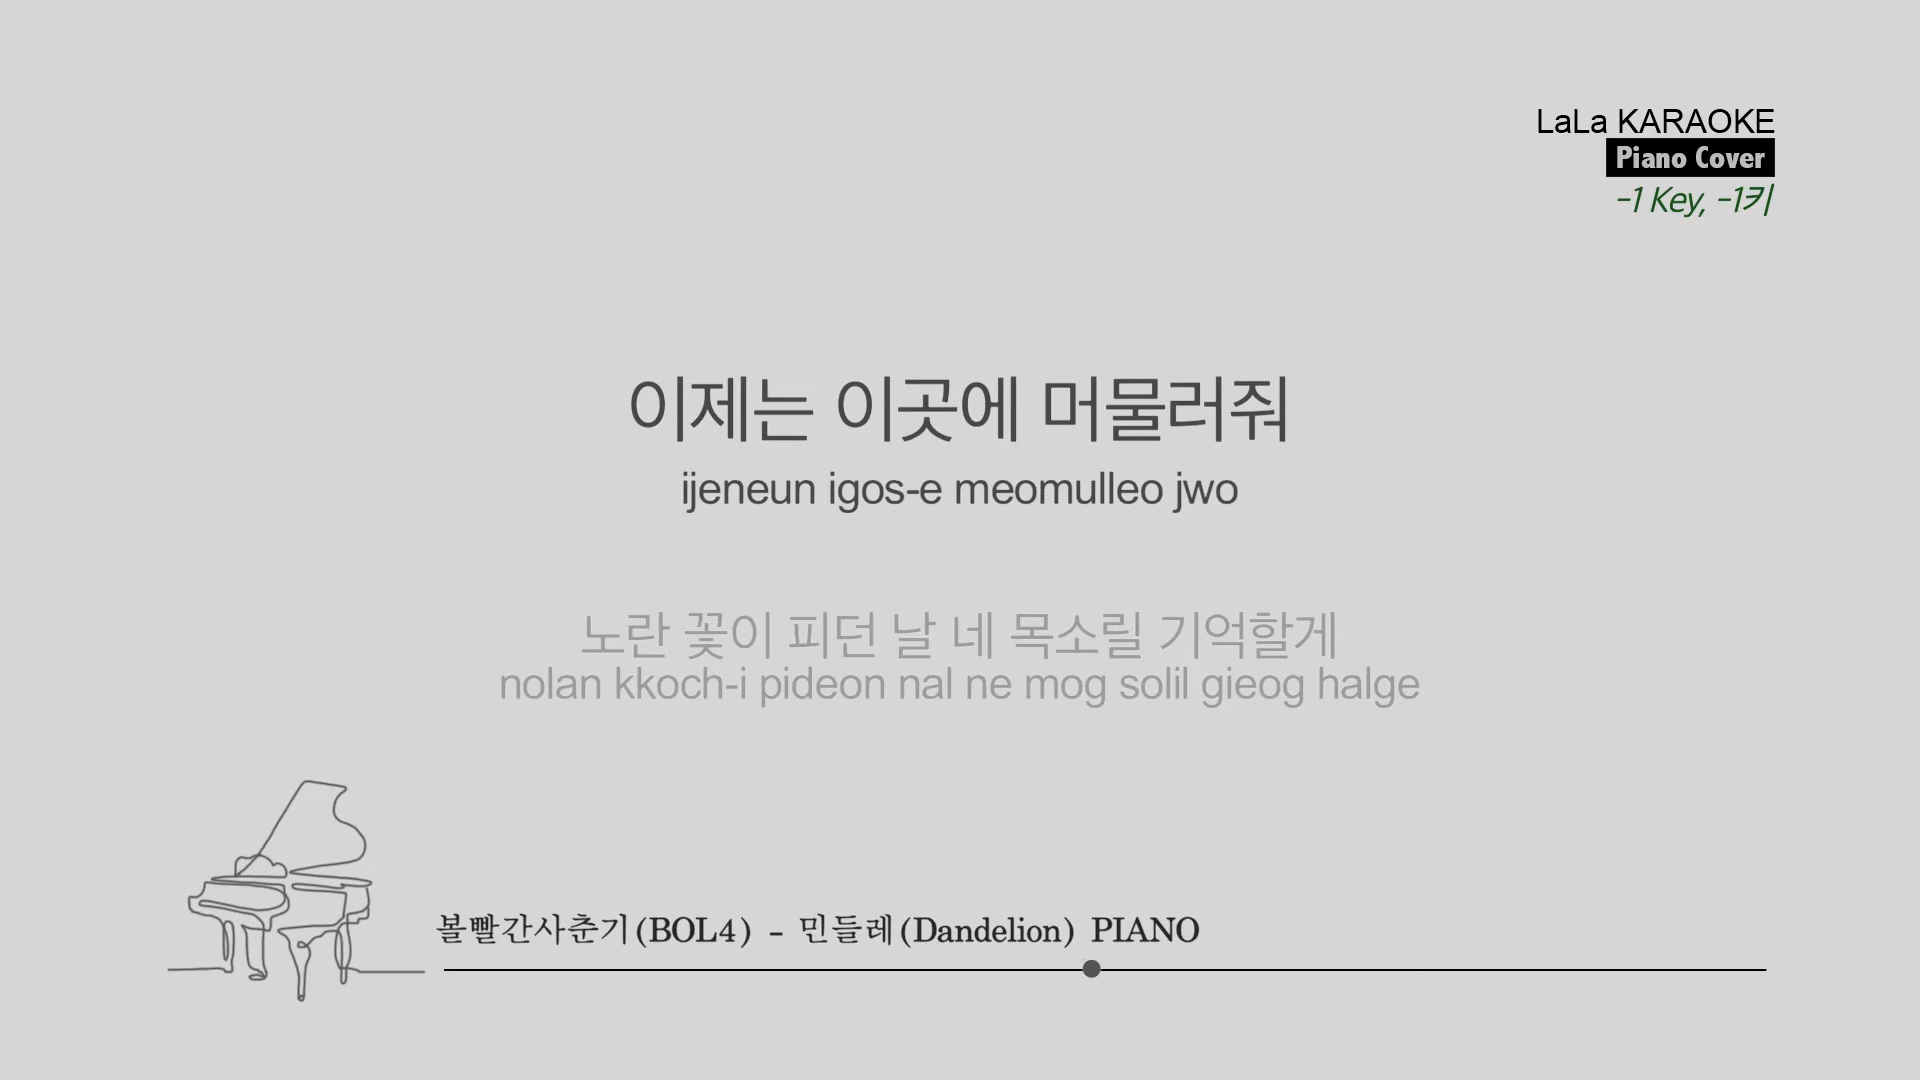 LaLa KARAOKE
Piano Cover
-1 Key, -1키
이제는 이곳에 머물러줘
ijeneun igos-e meomulleo jwo
노란 꽃이 피던 날 네 목소릴 기억할게
nolan kkoch-i pideon nal ne mog solil gieog halge
볼빨간사춘기(BOL4) - 민들레(Dandelion) PIANO